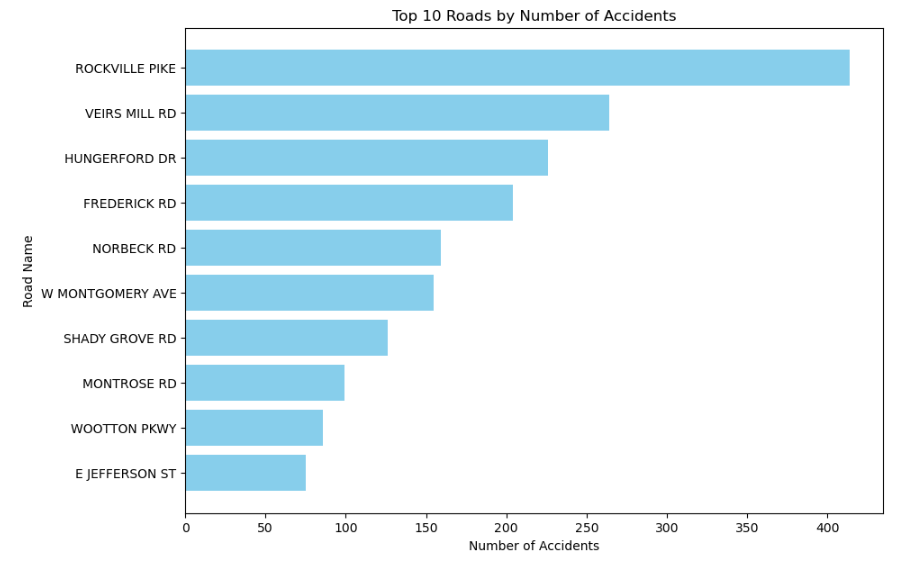 Top 10 Roads by Number of Accidents
Road Name
ROCKVILLE PIKE
VEIRS MILL RD
HUNGERFORD DR
FREDERICK RD
NORBECK RD
W MONTGOMERY AVE
SHADY GROVE RD
MONTROSE RD
WOOTTON PKWY
E JEFFERSON ST
0 50 100 150 200 250 300 350 400
Number of Accidents